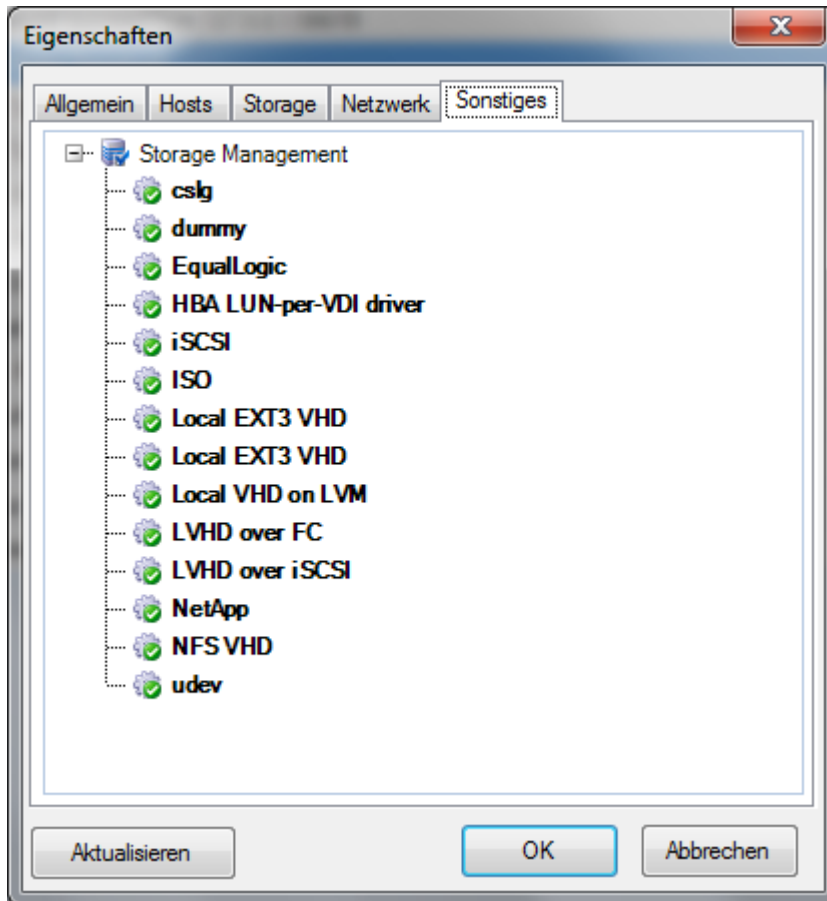 Eigenschaften
Allgemein Hosts Storage Netzwerk Sonstiges
Storage Management
cslg
dummy
EqualLogic
HBA LUN-per-VDI driver
iSCSI
ISO
Local EXT3 VHD
Local EXT3 VHD
Local VHD on LVM
LVHD over FC
LVHD over iSCSI
NetApp
NFS VHD
udev
Aktualisieren OK Abbrechen